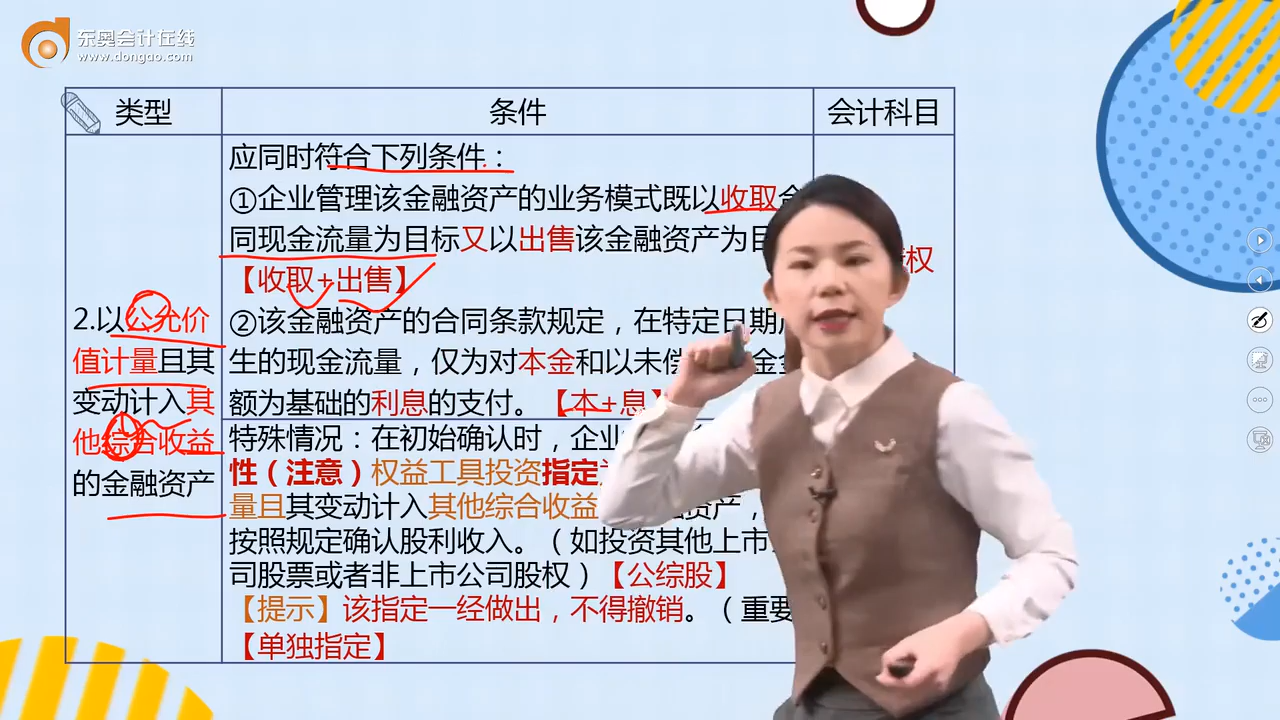 东奥会计在线
www.dongao.com
类型
条件
会计科目
2.以公允价
值计量且其
变动计入其
他综合收益
的金融资产
应同时符合下列条件：
①企业管理该金融资产的业务模式既以收取
同现金流量为目标又以出售该金融资产为目
【收取+出售】
②该金融资产的合同条款规定，在特定日期
生的现金流量，仅为对本金和以未偿金
额为基础的利息的支付。【本+息】
特殊情况：在初始确认时，企业
性（注意）权益工具投资指定
量且其变动计入其他综合收益资产，
按照规定确认股利收入。（如投资其他上市
司股票或者非上市公司股权）【公综股】
【提示】该指定一经做出，不得撤销。（重要
【单独指定】
权